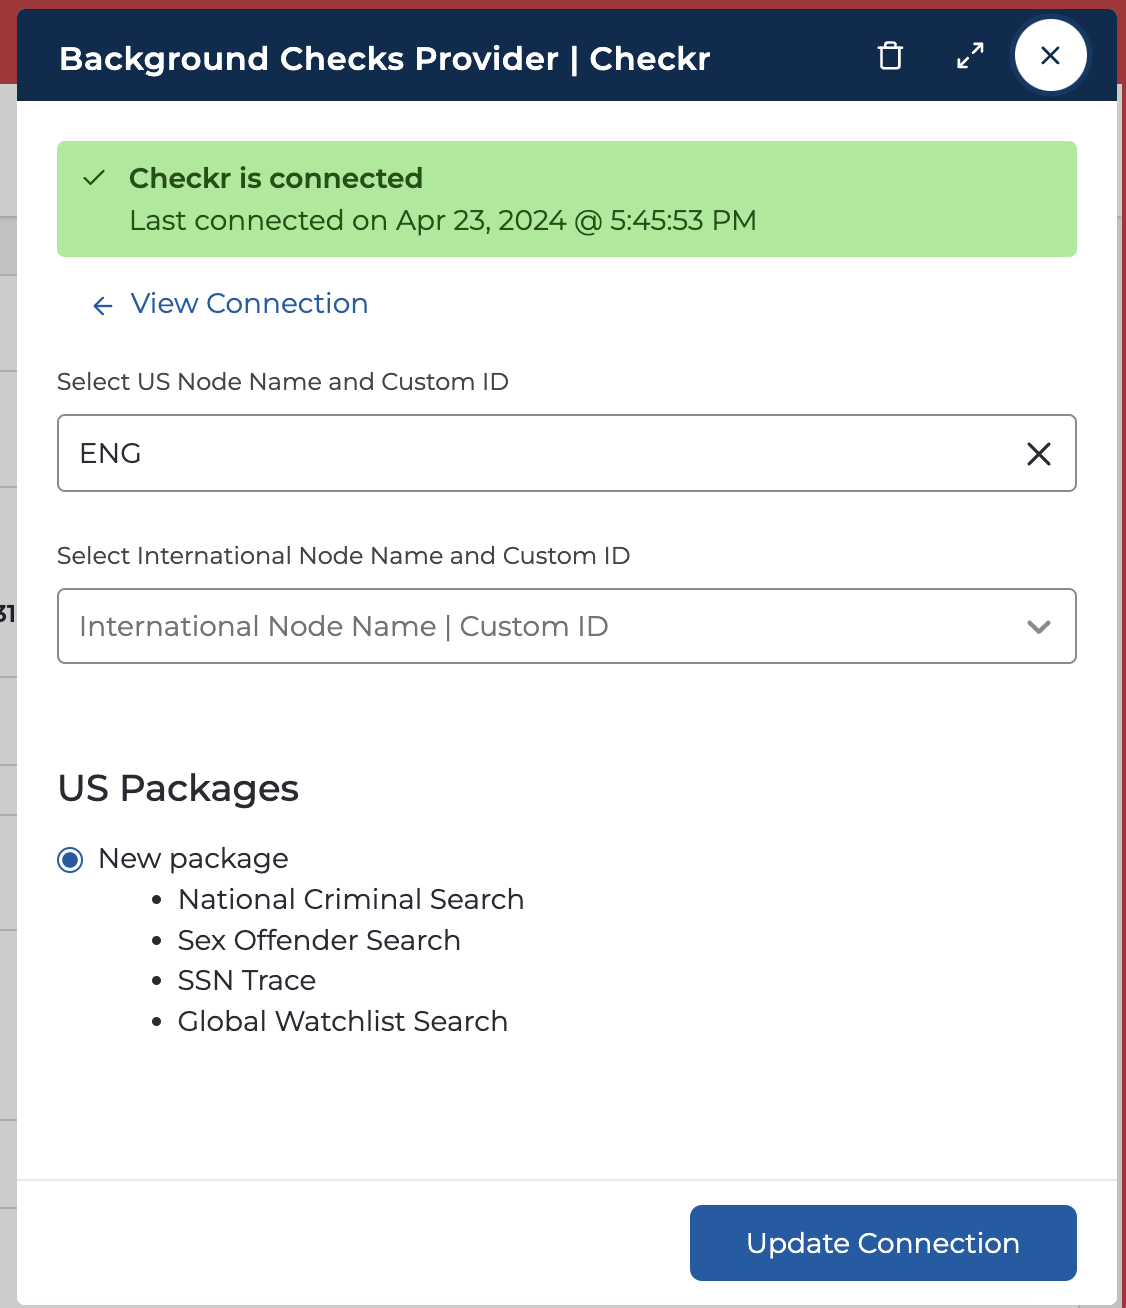 Background Checks Provider | Checkr
Checkr is connected
Last connected on Apr 23, 2024 @ 5:45:53 PM
View Connection
Select US Node Name and Custom ID
ENG
Select International Node Name and Custom ID
31
International Node Name | Custom ID
US Packages
New package
National Criminal Search
Sex Offender Search
SSN Trace
Global Watchlist Search
Update Connection